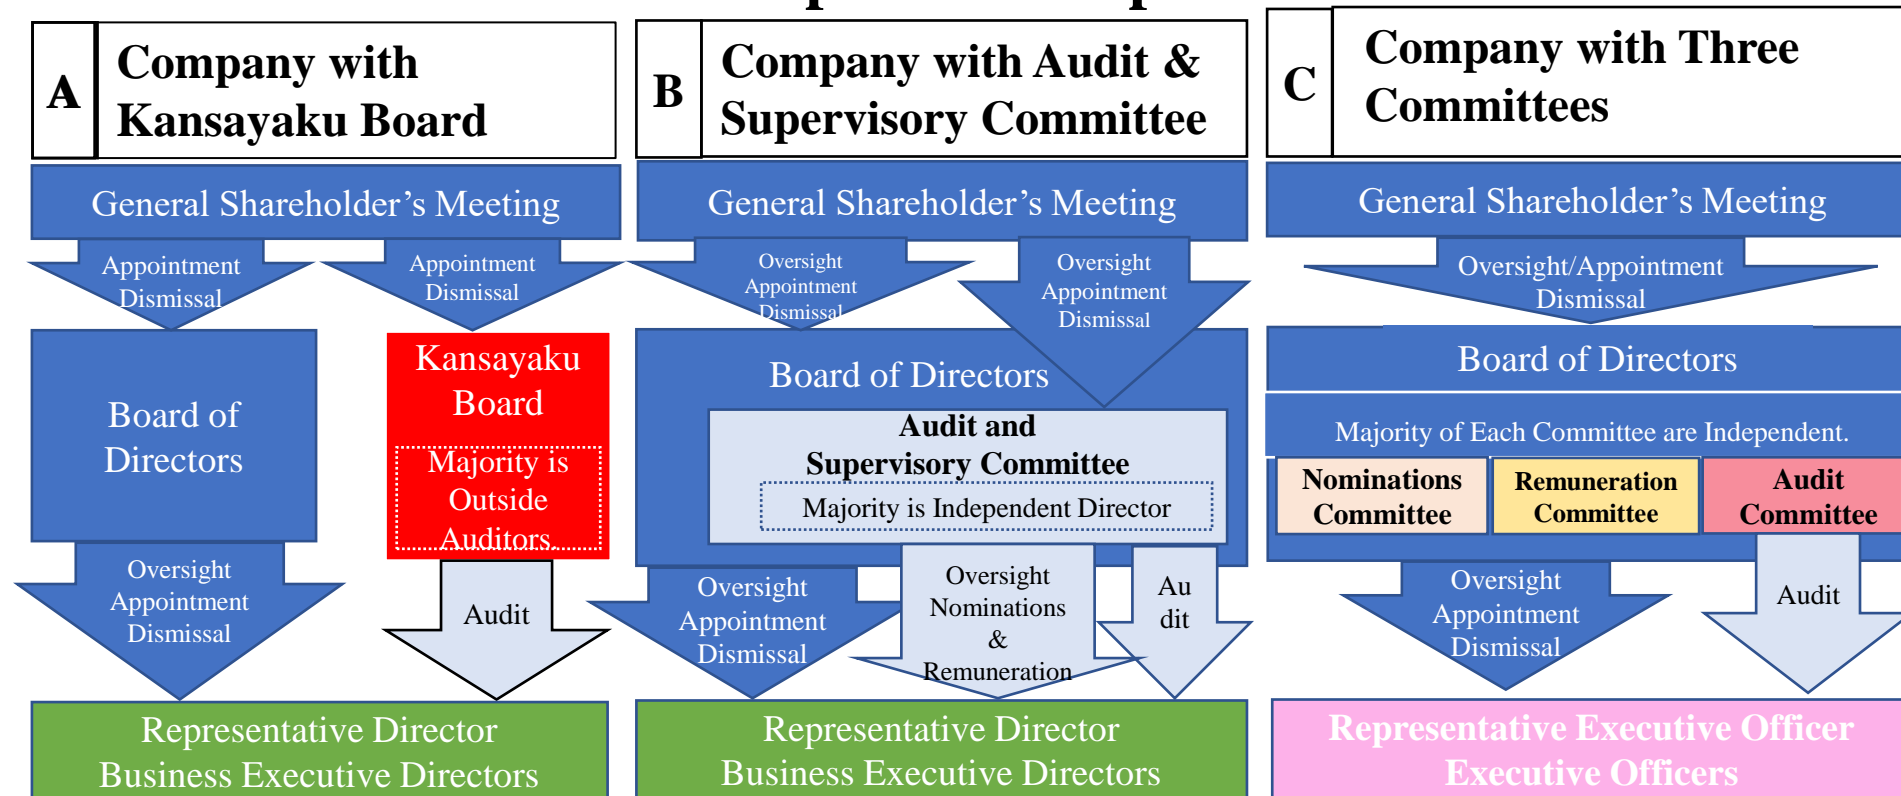 A
Company with
Kansayaku Board
General Shareholder’s Meeting
Appointment
Dismissal
Appointment
Dismissal
Board of
Directors
Kansayaku
Board
Majority is
Outside
Auditors.
Oversight
Appointment
Dismissal
Audit
Representative Director
Business Executive Directors
B
Company with Audit &
Supervisory Committee
General Shareholder’s Meeting
Oversight
Appointment
Dismissal
Oversight
Appointment
Dismissal
Board of Directors
Audit and
Supervisory Committee
Majority is Independent Director
Oversight
Appointment
Dismissal
Oversight
Nominations
&
Remuneration
Au
dit
Representative Director
Business Executive Directors
C
Company with Three
Committees
General Shareholder’s Meeting
Oversight/Appointment
Dismissal
Board of Directors
Majority of Each Committee are Independent.
Nominations
Committee
Remuneration
Committee
Audit
Committee
Oversight
Appointment
Dismissal
Audit
Representative Executive Officer
Executive Officers